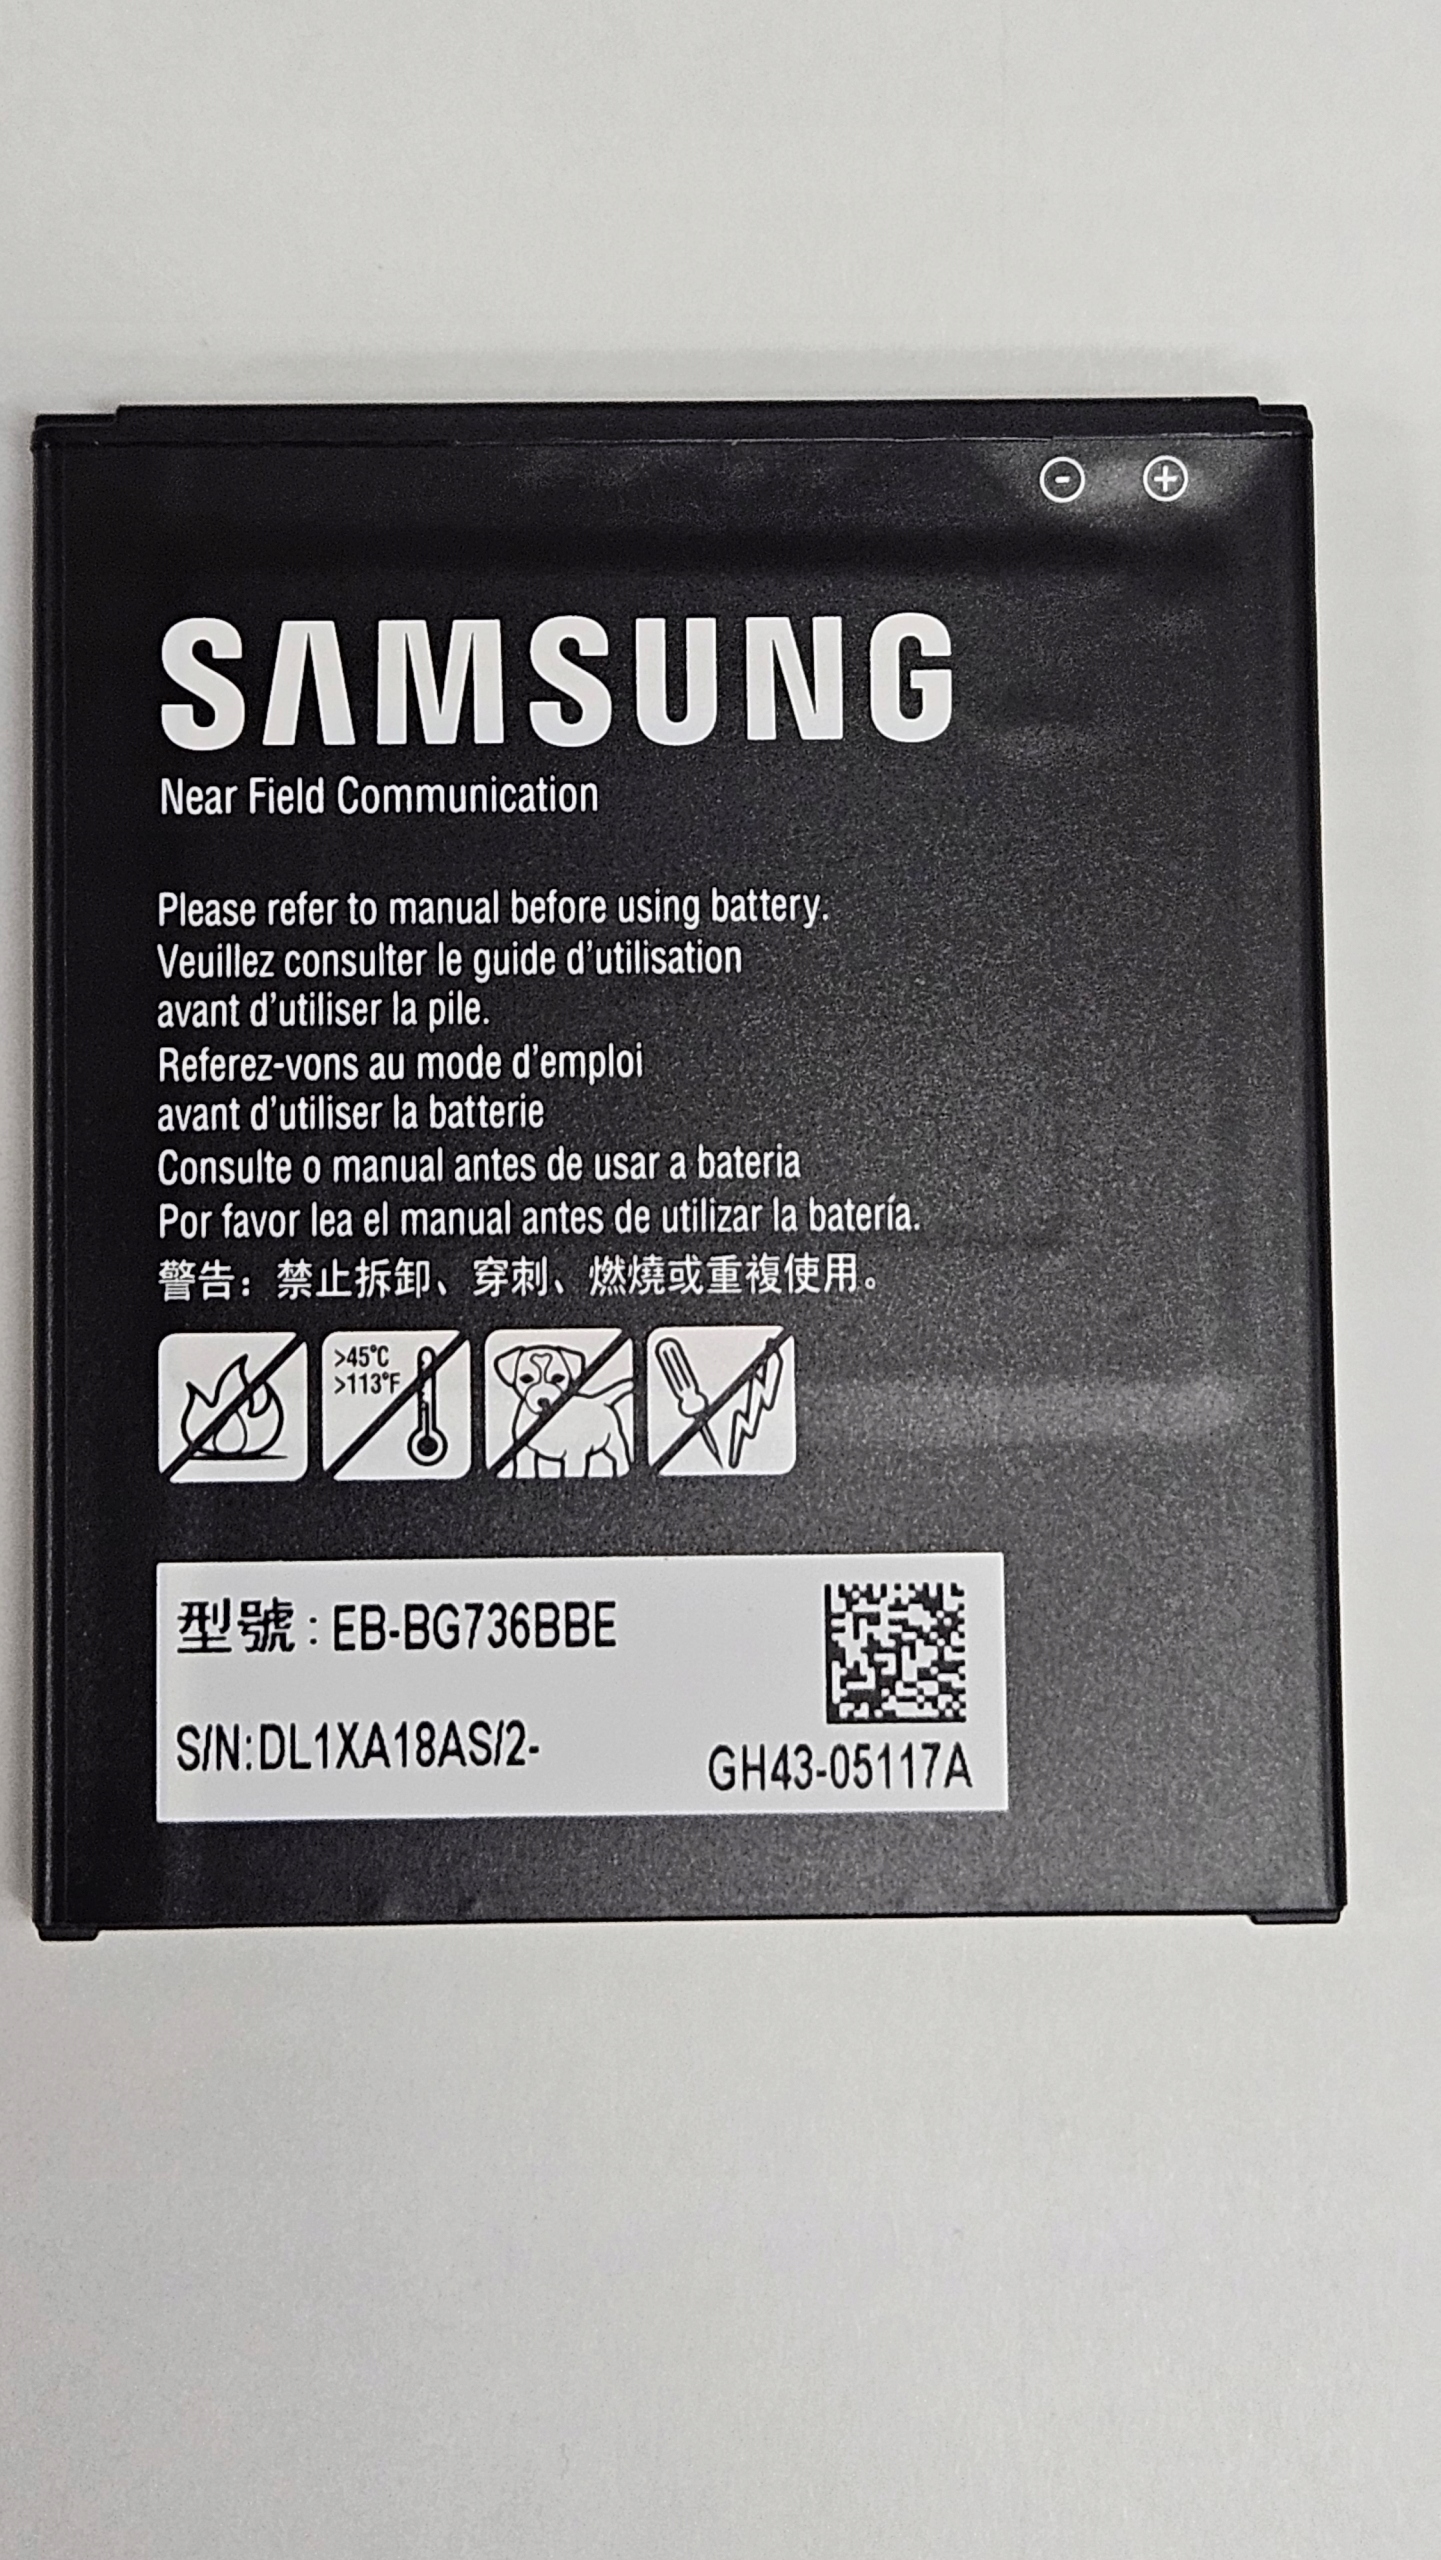 - +
SAMSUNG
Near Field Communication
Please refer to manual before using battery.
Veuillez consulter le guide d'utilisation
avant d'utiliser la pile.
Referez-vons au mode d'emploi
avant d'utiliser la batterie
Consulte o manual antes de usar a bateria
Por favor lea el manual antes de utilizar la batería.
警告：禁止拆卸、穿刺、燃燒或重複使用。
>45°C
>113°F
型號：EB-BG736BBE
S/N:DL1XA18AS/2-
GH43-05117A